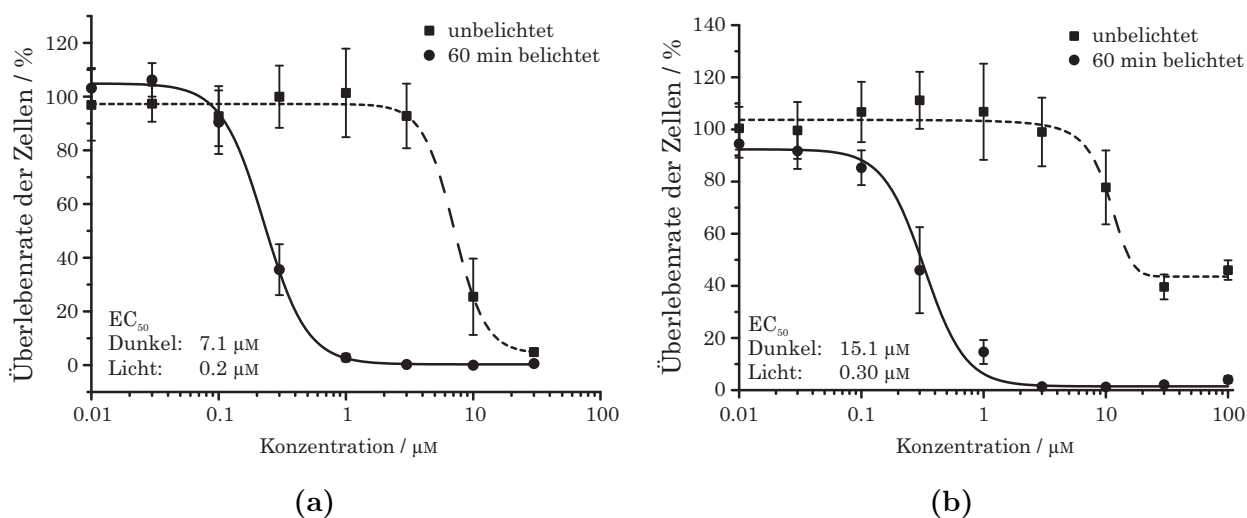 Überlebenrate der Zellen / %
120
100
80
60
40
20
0
unbelichtet
60 min belichtet
EC₅₀
Dunkel: 7.1 µM
Licht: 0.2 µM
0.01 0.1 1 10 100
Konzentration / µM
(a)
Überlebenrate der Zellen / %
140
120
100
80
60
40
20
0
unbelichtet
60 min belichtet
EC₅₀
Dunkel: 15.1 µM
Licht: 0.30 µM
0.01 0.1 1 10 100
Konzentration / µM
(b)